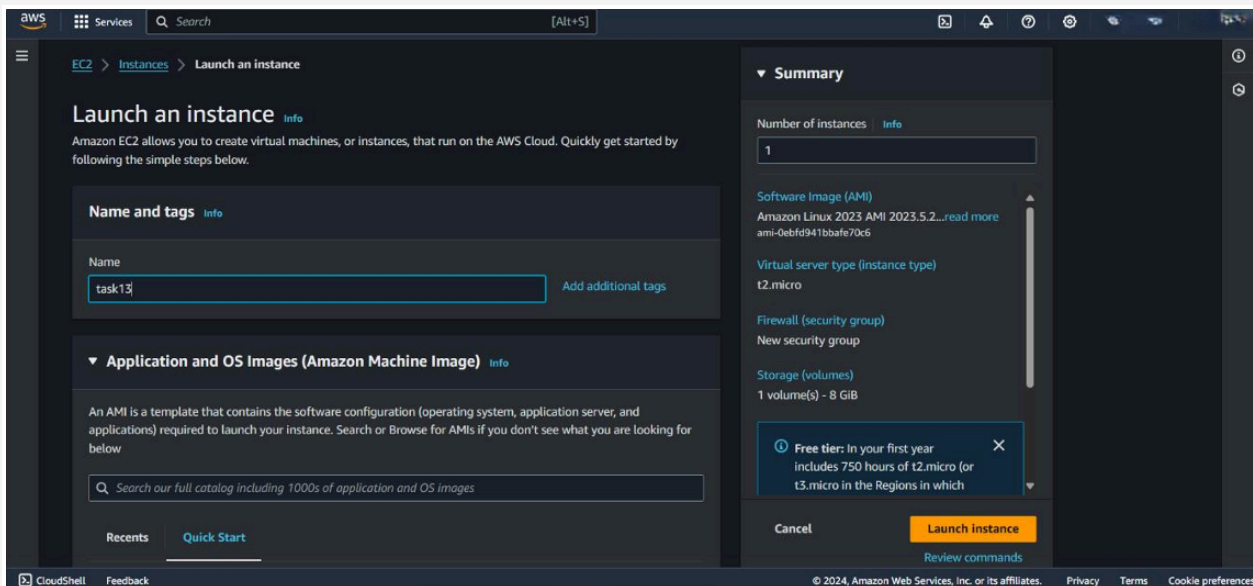 aws
Services
Search
[Alt+S]
EC2 > Instances > Launch an instance
Launch an instance Info
Amazon EC2 allows you to create virtual machines, or instances, that run on the AWS Cloud. Quickly get started by
following the simple steps below.
Name and tags Info
Name
task13
Add additional tags
Application and OS Images (Amazon Machine Image) Info
An AMI is a template that contains the software configuration (operating system, application server, and
applications) required to launch your instance. Search or Browse for AMIs if you don't see what you are looking for
below
Search our full catalog including 1000s of application and OS images
Recents
Quick Start
Summary
Number of instances Info
1
Software Image (AMI)
Amazon Linux 2023 AMI 2023.5.2...read more
ami-0ebfd941bbafe70c6
Virtual server type (instance type)
t2.micro
Firewall (security group)
New security group
Storage (volumes)
1 volume(s) - 8 GiB
Free tier: In your first year
includes 750 hours of t2.micro (or
t3.micro in the Regions in which
Cancel
Launch instance
Review commands
CloudShell
Feedback
© 2024, Amazon Web Services, Inc. or its affiliates.
Privacy
Terms
Cookie preferences